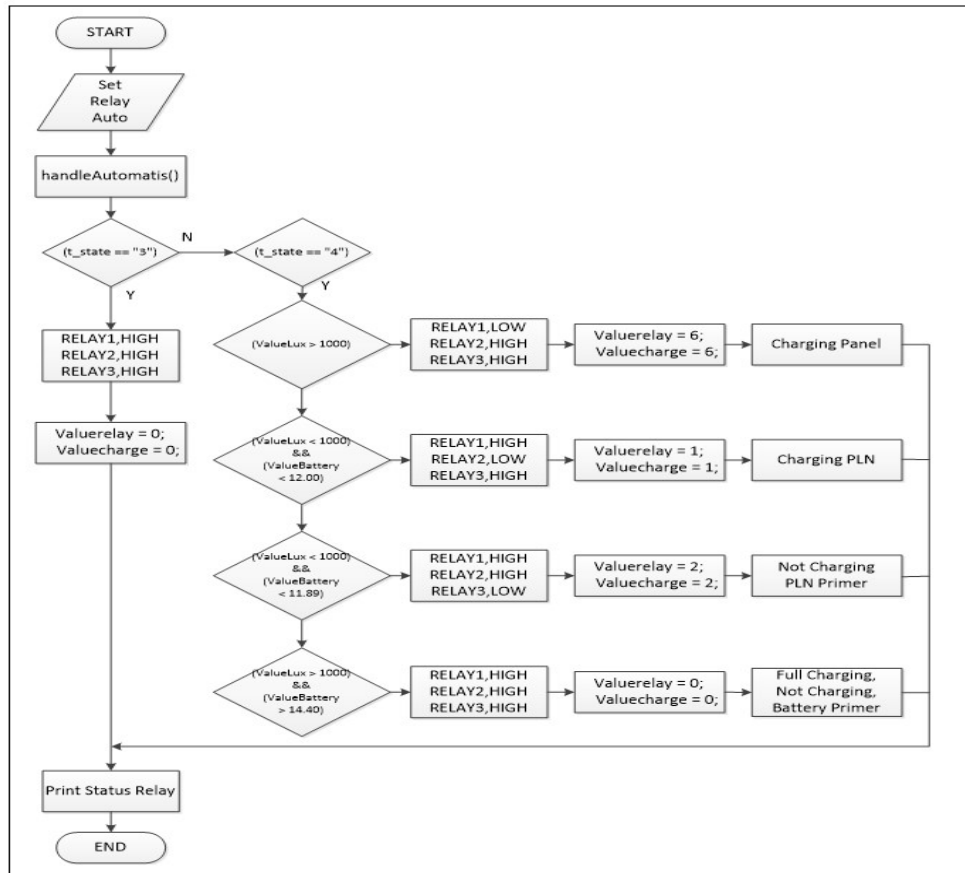 START
Set
Relay
Auto
handleAutomatis()
(t_state == "3")
N
(t_state == "4")
Y
Y
RELAY1,HIGH
RELAY2,HIGH
RELAY3,HIGH
Valuerelay = 0;
Valuecharge = 0;
(ValueLux > 1000)
RELAY1,LOW
RELAY2,HIGH
RELAY3,HIGH
Valuerelay = 6;
Valuecharge = 6;
Charging Panel
(ValueLux < 1000)
&&
(ValueBattery
< 12.00)
RELAY1,HIGH
RELAY2,LOW
RELAY3,HIGH
Valuerelay = 1;
Valuecharge = 1;
Charging PLN
(ValueLux < 1000)
&&
(ValueBattery
< 11.89)
RELAY1,HIGH
RELAY2,HIGH
RELAY3,LOW
Valuerelay = 2;
Valuecharge = 2;
Not Charging
PLN Primer
(ValueLux > 1000)
&&
(ValueBattery
> 14.40)
RELAY1,HIGH
RELAY2,HIGH
RELAY3,HIGH
Valuerelay = 0;
Valuecharge = 0;
Full Charging,
Not Charging,
Battery Primer
Print Status Relay
END